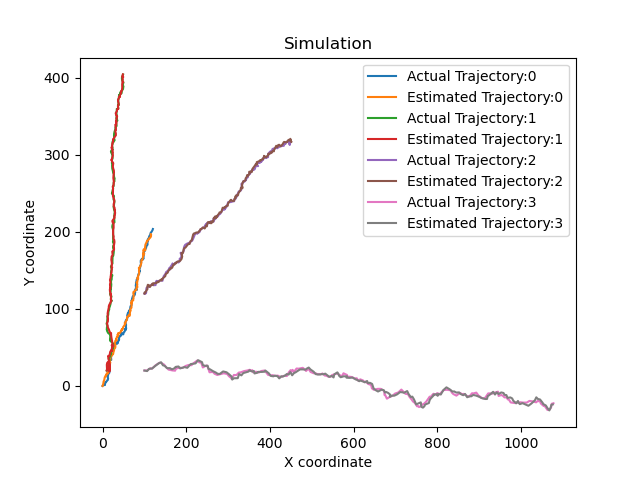 Simulation
Actual Trajectory:0
Estimated Trajectory:0
Actual Trajectory:1
Estimated Trajectory:1
Actual Trajectory:2
Estimated Trajectory:2
Actual Trajectory:3
Estimated Trajectory:3
400
300
200
100
0
Y coordinate
0 200 400 600 800 1000
X coordinate